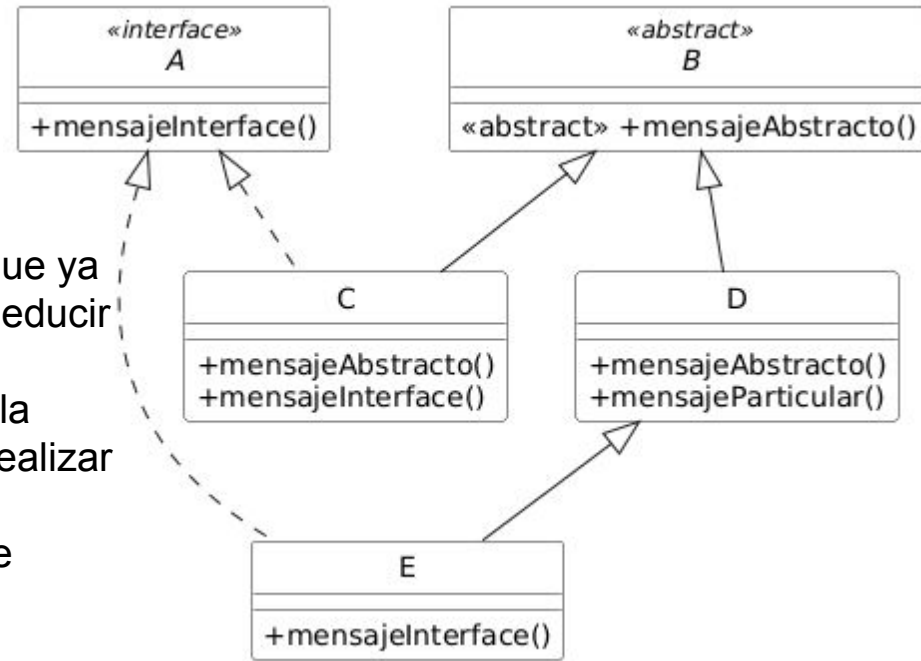 «interface»
A
+mensajeInterface()
«abstract»
B
«abstract» +mensajeAbstracto()
ue ya
educir
la
ealizar
e
C
+mensajeAbstracto()
+mensajeInterface()
D
+mensajeAbstracto()
+mensajeParticular()
E
+mensajeInterface()